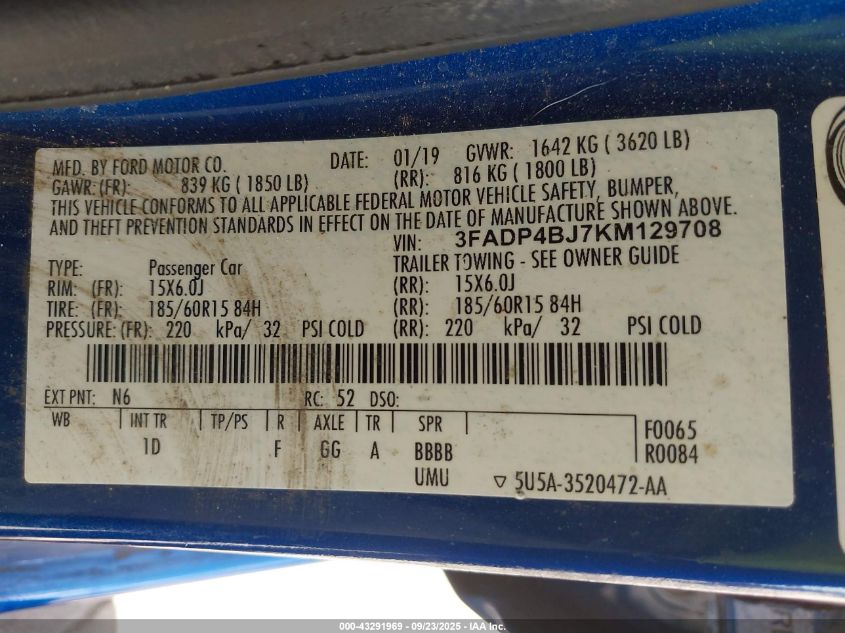 MFD. BY FORD MOTOR CO. DATE: 01/19 GVWR: 1642 KG ( 3620 LB)
GAWR:(FR): 839 KG ( 1850 LB) (RR): 816 KG ( 1800 LB)
THIS VEHICLE CONFORMS TO ALL APPLICABLE FEDERAL MOTOR VEHICLE SAFETY, BUMPER,
AND THEFT PREVENTION STANDARDS IN EFFECT ON THE DATE OF MANUFACTURE SHOWN ABOVE.
VIN: 3FADP4BJ7KM129708
TYPE: Passenger Car TRAILER TOWING - SEE OWNER GUIDE
RIM: (FR): 15X6.0J (RR): 15X6.0J
TIRE: (FR): 185/60R15 84H (RR): 185/60R15 84H
PRESSURE:(FR): 220 kPa/ 32 PSI COLD (RR): 220 kPa/ 32 PSI COLD
EXT PNT: N6 RC: 52 DSO:
WB INT TR TP/PS R AXLE TR SPR F0065
1D F GG A BBBB R0084
UMU ▽ 5U5A-3520472-AA
000-43291969 - 09/23/2025 - IAA Inc.